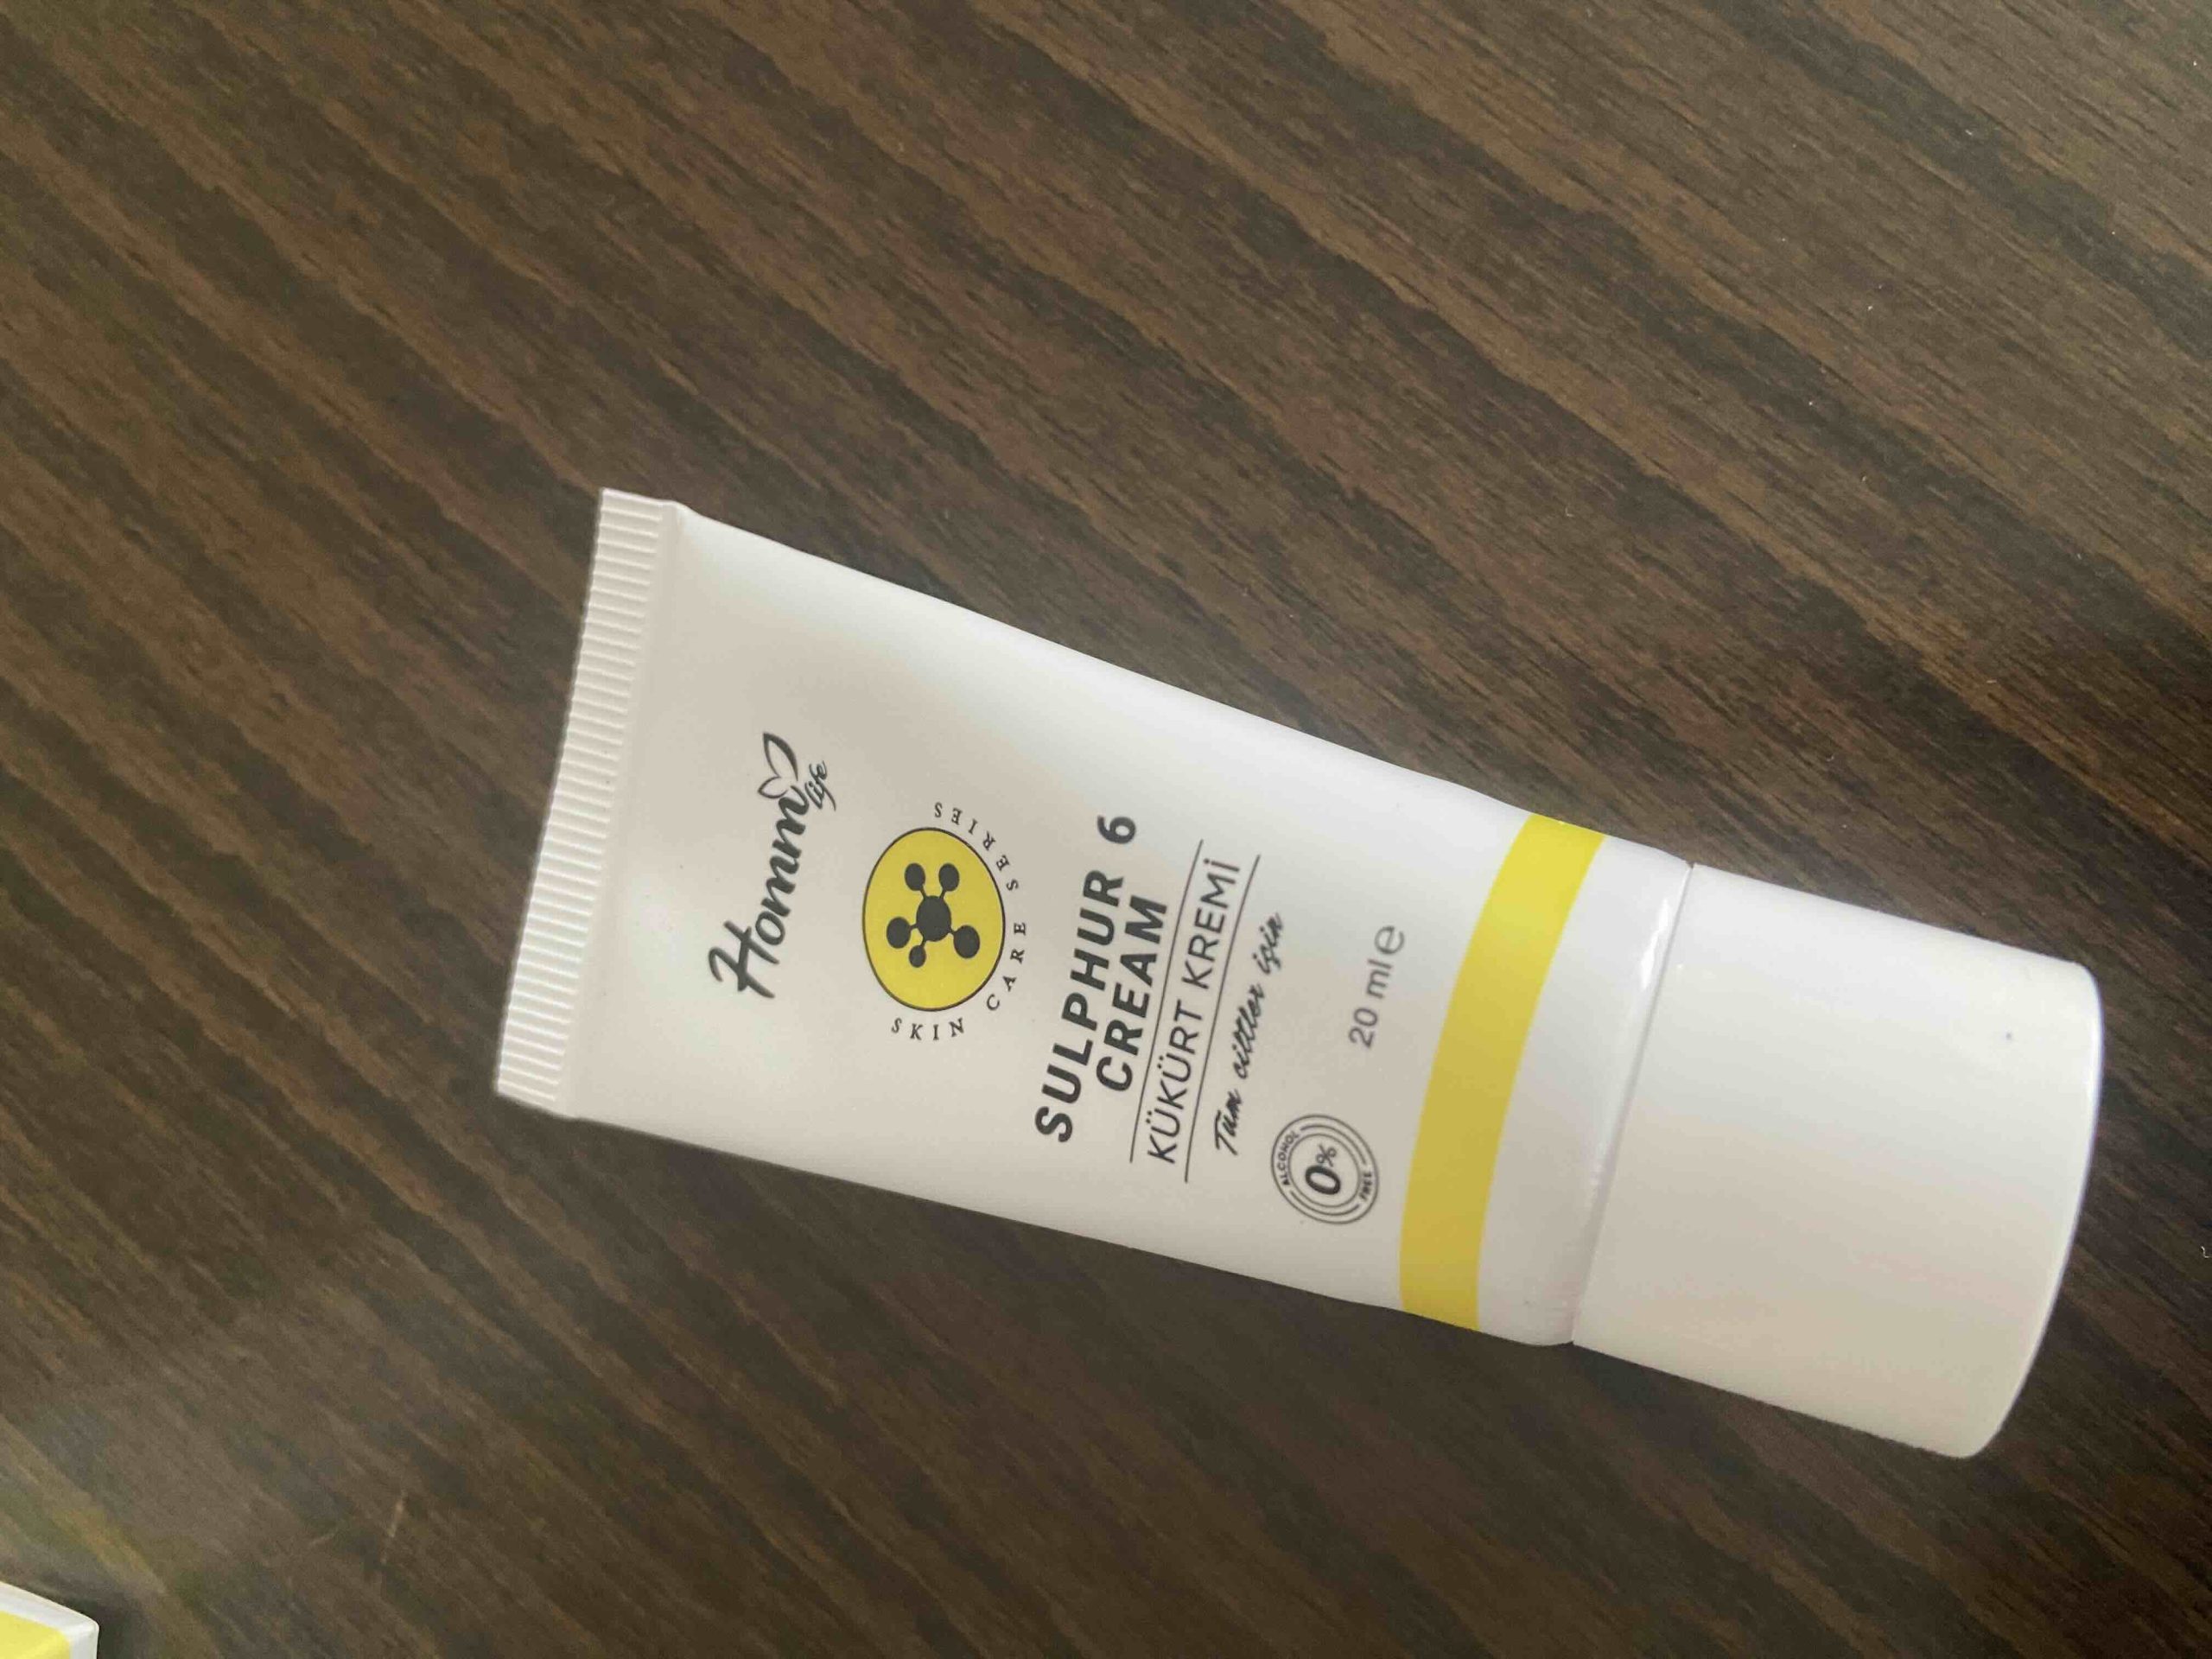 Homm life
SKIN CARE SERIES
SULPHUR 6
CREAM
KÜKÜRT KREMİ
Tüm ciltler için
ALCOHOL
0%
FREE
20 ml e